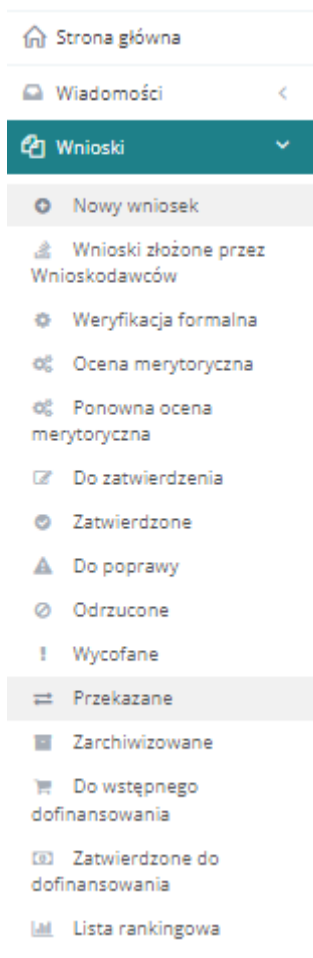 Strona główna
Wiadomości
Wnioski
Nowy wniosek
Wnioski złożone przez
Wnioskodawców
Weryfikacja formalna
Ocena merytoryczna
Ponowna ocena
merytoryczna
Do zatwierdzenia
Zatwierdzone
Do poprawy
Odrzucone
Wycofane
Przekazane
Zarchiwizowane
Do wstępnego
dofinansowania
Zatwierdzone do
dofinansowania
Lista rankingowa